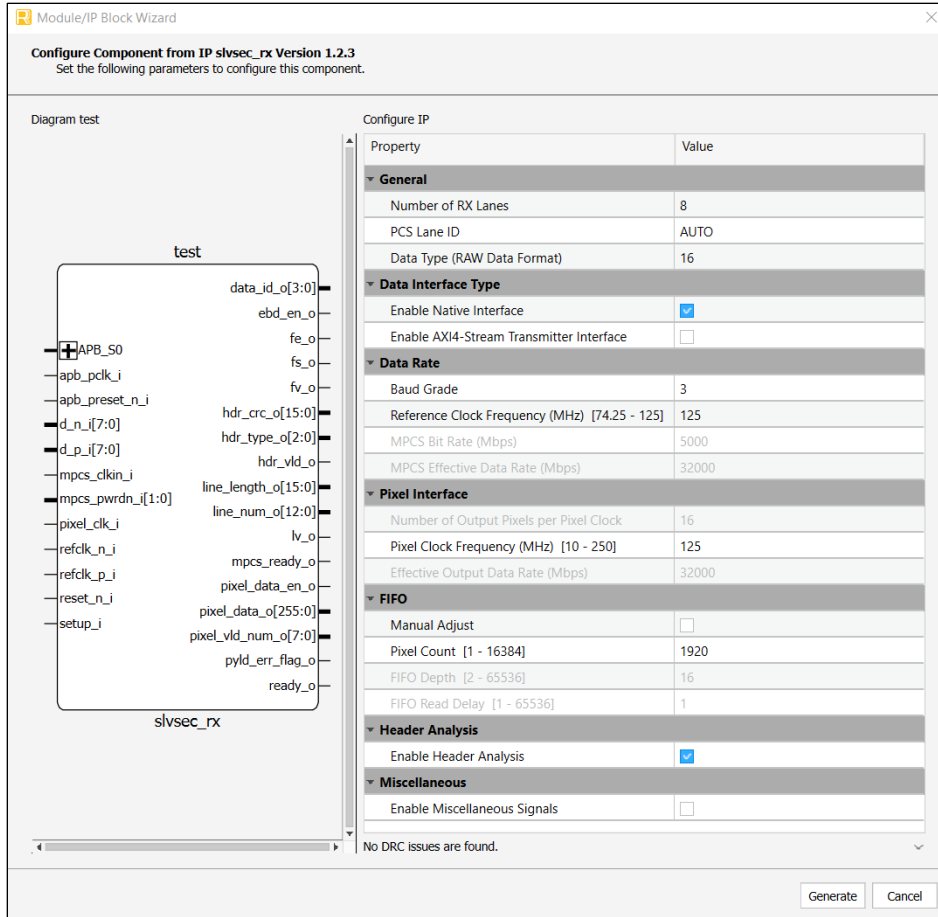 Module/IP Block Wizard
Configure Component from IP slvsec_rx Version 1.2.3
Set the following parameters to configure this component.
Diagram test
test
APB_S0
apb_pclk_i
apb_preset_n_i
d_n_i[7:0]
d_p_i[7:0]
mpcs_clkin_i
mpcs_pwrdn_i[1:0]
pixel_clk_i
refclk_n_i
refclk_p_i
reset_n_i
setup_i
data_id_o[3:0]
ebd_en_o
fe_o
fs_o
fv_o
hdr_crc_o[15:0]
hdr_type_o[2:0]
hdr_vld_o
line_length_o[15:0]
line_num_o[12:0]
lv_o
mpcs_ready_o
pixel_data_en_o
pixel_data_o[255:0]
pixel_vld_num_o[7:0]
pyld_err_flag_o
ready_o
slvsec_rx
Configure IP
Property Value
General
Number of RX Lanes 8
PCS Lane ID AUTO
Data Type (RAW Data Format) 16
Data Interface Type
Enable Native Interface
Enable AXI4-Stream Transmitter Interface
Data Rate
Baud Grade 3
Reference Clock Frequency (MHz) [74.25 - 125] 125
MPCS Bit Rate (Mbps) 5000
MPCS Effective Data Rate (Mbps) 32000
Pixel Interface
Number of Output Pixels per Pixel Clock 16
Pixel Clock Frequency (MHz) [10 - 250] 125
Effective Output Data Rate (Mbps) 32000
FIFO
Manual Adjust
Pixel Count [1 - 16384] 1920
FIFO Depth [2 - 65536] 16
FIFO Read Delay [1 - 65536] 1
Header Analysis
Enable Header Analysis
Miscellaneous
Enable Miscellaneous Signals
No DRC issues are found.
Generate Cancel